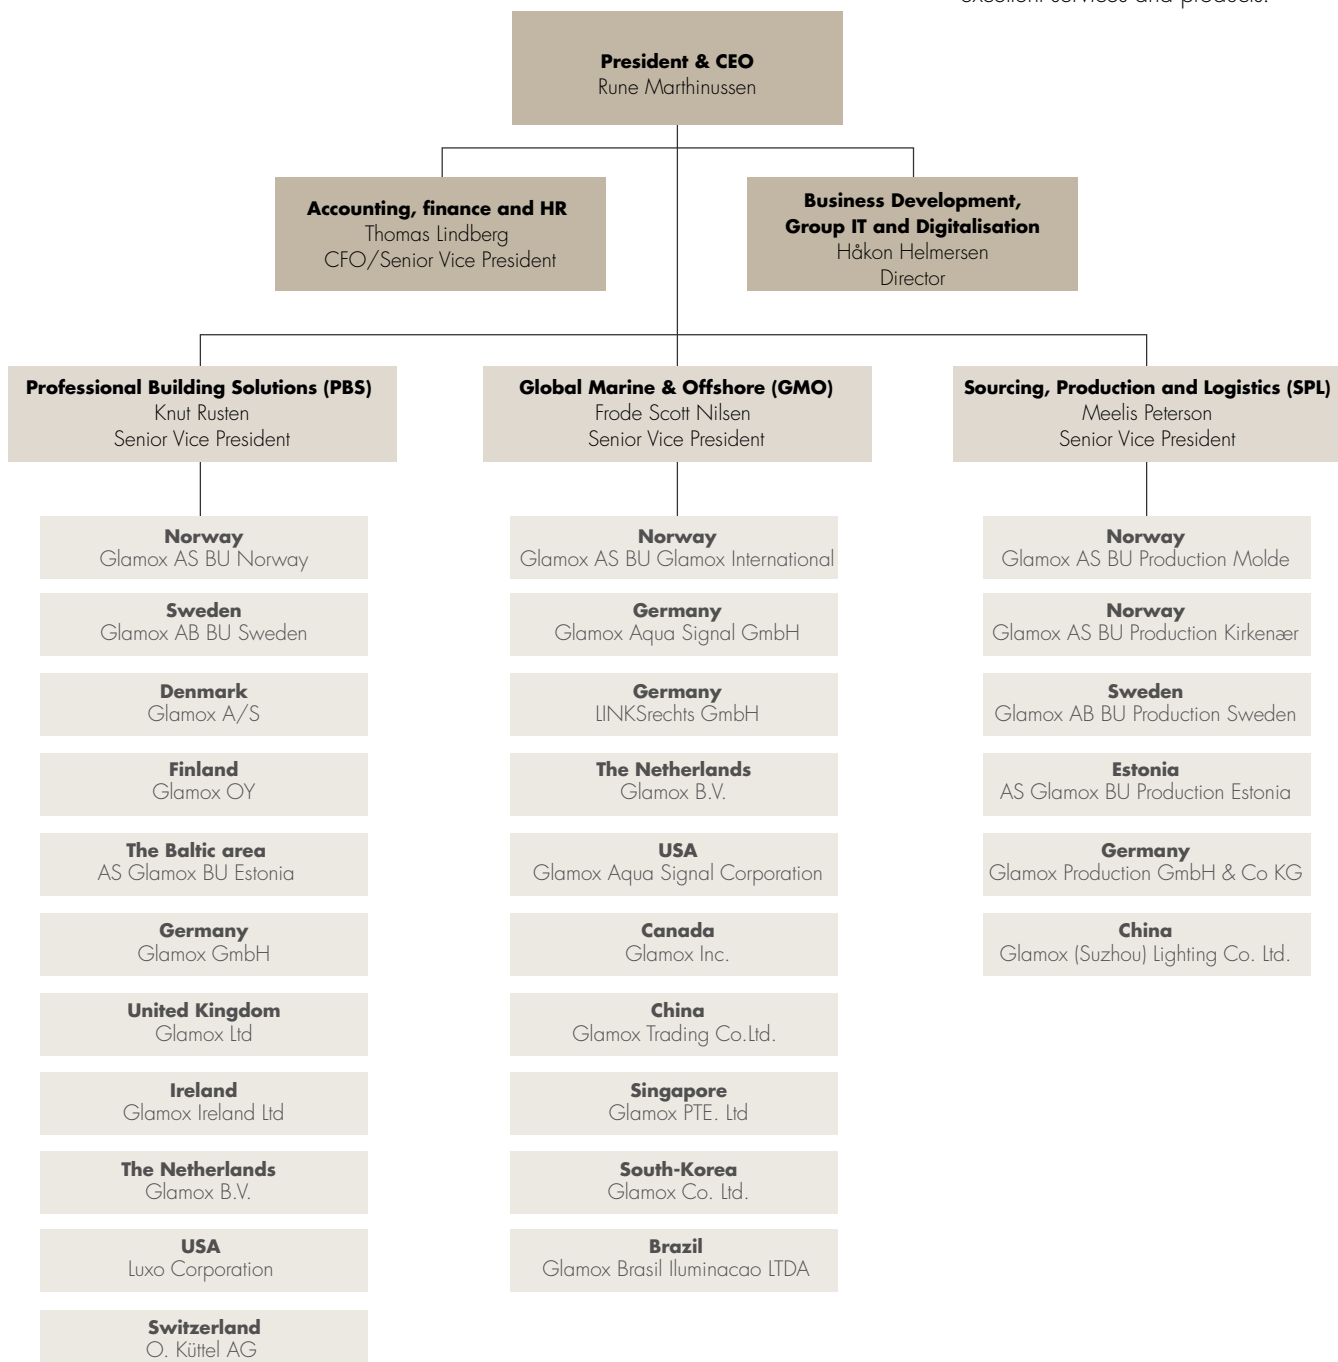 excellent services and products.
President & CEO
Rune Marthinussen
Accounting, finance and HR
Thomas Lindberg
CFO/Senior Vice President
Business Development,
Group IT and Digitalisation
Håkon Helmersen
Director
Professional Building Solutions (PBS)
Knut Rusten
Senior Vice President
Global Marine & Offshore (GMO)
Frode Scott Nilsen
Senior Vice President
Sourcing, Production and Logistics (SPL)
Meelis Peterson
Senior Vice President
Norway
Glamox AS BU Norway
Sweden
Glamox AB BU Sweden
Denmark
Glamox A/S
Finland
Glamox OY
The Baltic area
AS Glamox BU Estonia
Germany
Glamox GmbH
United Kingdom
Glamox Ltd
Ireland
Glamox Ireland Ltd
The Netherlands
Glamox B.V.
USA
Luxo Corporation
Switzerland
O. Küttel AG
Norway
Glamox AS BU Glamox International
Germany
Glamox Aqua Signal GmbH
Germany
LINKSrechts GmbH
The Netherlands
Glamox B.V.
USA
Glamox Aqua Signal Corporation
Canada
Glamox Inc.
China
Glamox Trading Co.Ltd.
Singapore
Glamox PTE. Ltd
South-Korea
Glamox Co. Ltd.
Brazil
Glamox Brasil Iluminacao LTDA
Norway
Glamox AS BU Production Molde
Norway
Glamox AS BU Production Kirkenær
Sweden
Glamox AB BU Production Sweden
Estonia
AS Glamox BU Production Estonia
Germany
Glamox Production GmbH & Co KG
China
Glamox (Suzhou) Lighting Co. Ltd.